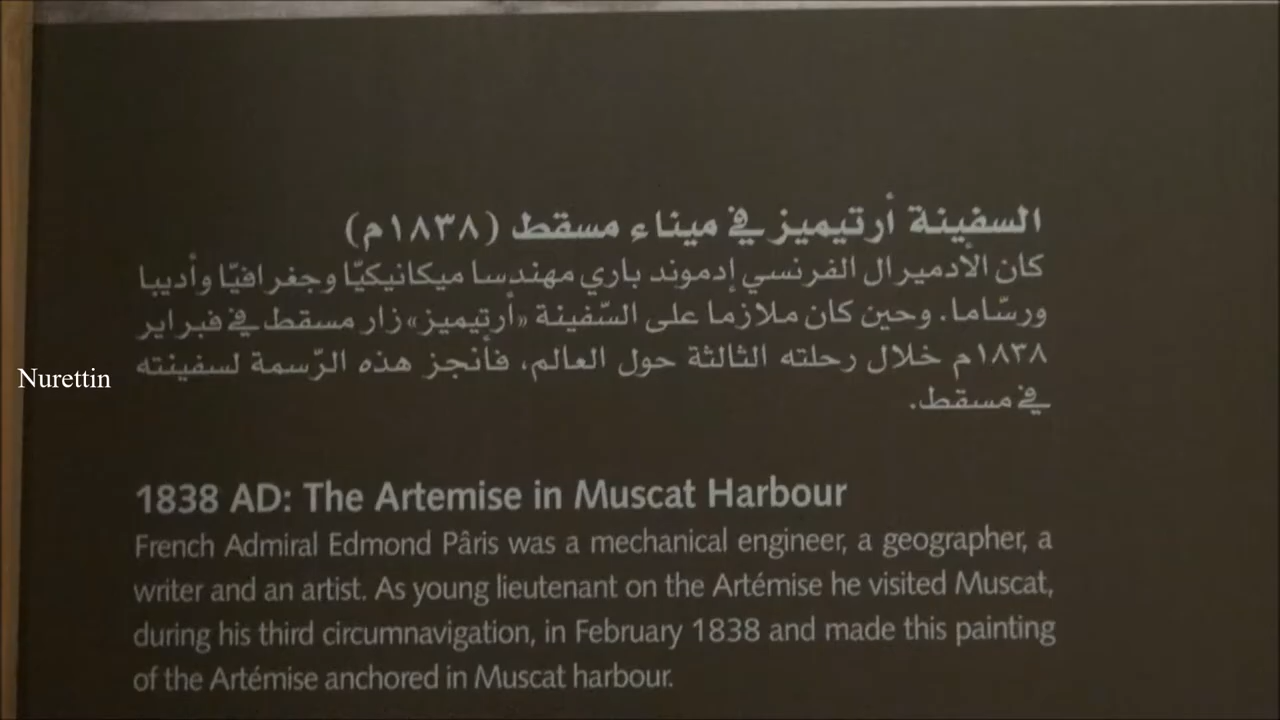 السفينة أرتيميز في ميناء مسقط (١٨٣٨م)
كان الأدميرال الفرنسي إدموند باري مهندسا ميكانيكيّا وجغرافيّا وأديبا
ورسّاما. وحين كان ملازما على السّفينة «أرتيميز» زار مسقط في فبراير
١٨٣٨م خلال رحلته الثالثة حول العالم، فأنجز هذه الرّسمة لسفينته
في مسقط.
Nurettin
1838 AD: The Artemise in Muscat Harbour
French Admiral Edmond Pâris was a mechanical engineer, a geographer, a
writer and an artist. As young lieutenant on the Artémise he visited Muscat,
during his third circumnavigation, in February 1838 and made this painting
of the Artémise anchored in Muscat harbour.